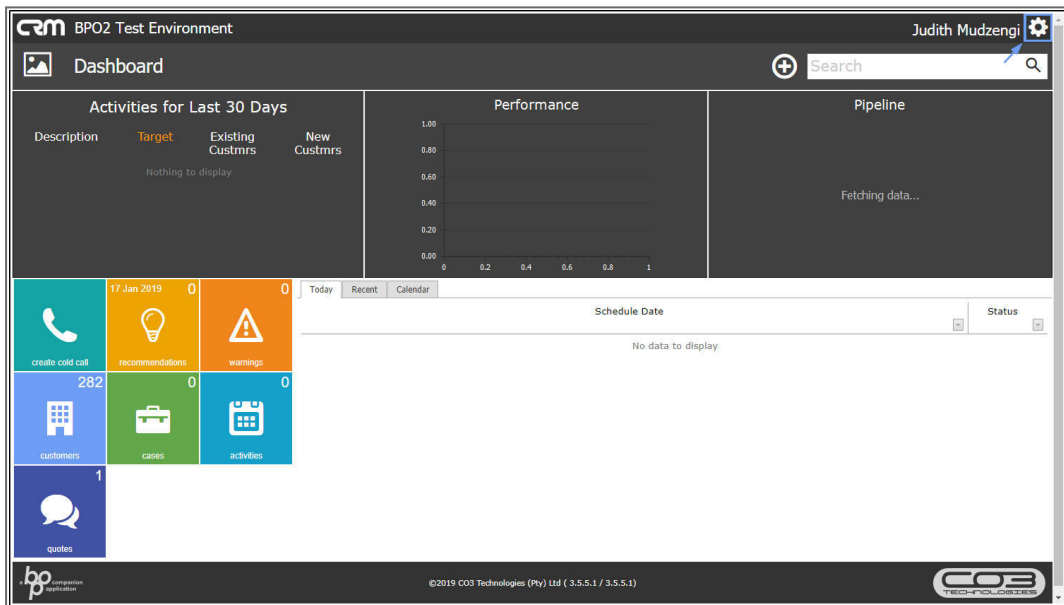 CRM BPO2 Test Environment
Judith Mudzengi
Dashboard
Search
Activities for Last 30 Days
Description Target Existing Custmrs New Custmrs
Nothing to display
Performance
1.00
0.80
0.60
0.40
0.20
0.00
0 0.2 0.4 0.6 0.8 1
Pipeline
Fetching data...
create cold call
17 Jan 2019 0
recommendations
0
warnings
282
customers
0
cases
0
activities
1
quotes
Today Recent Calendar
Schedule Date Status
No data to display
a bp companion
application
©2019 CO3 Technologies (Pty) Ltd ( 3.5.5.1 / 3.5.5.1)
CO3
TECHNOLOGIES